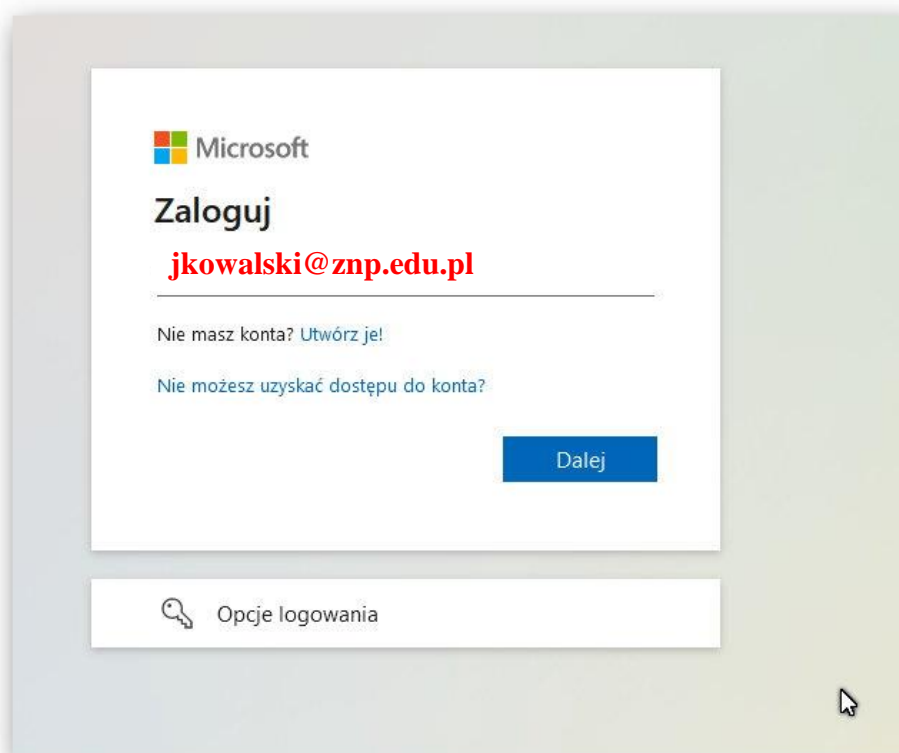 Microsoft
Zaloguj
jkowalski@znp.edu.pl
Nie masz konta? Utwórz je!
Nie możesz uzyskać dostępu do konta?
Dalej
Opcje logowania